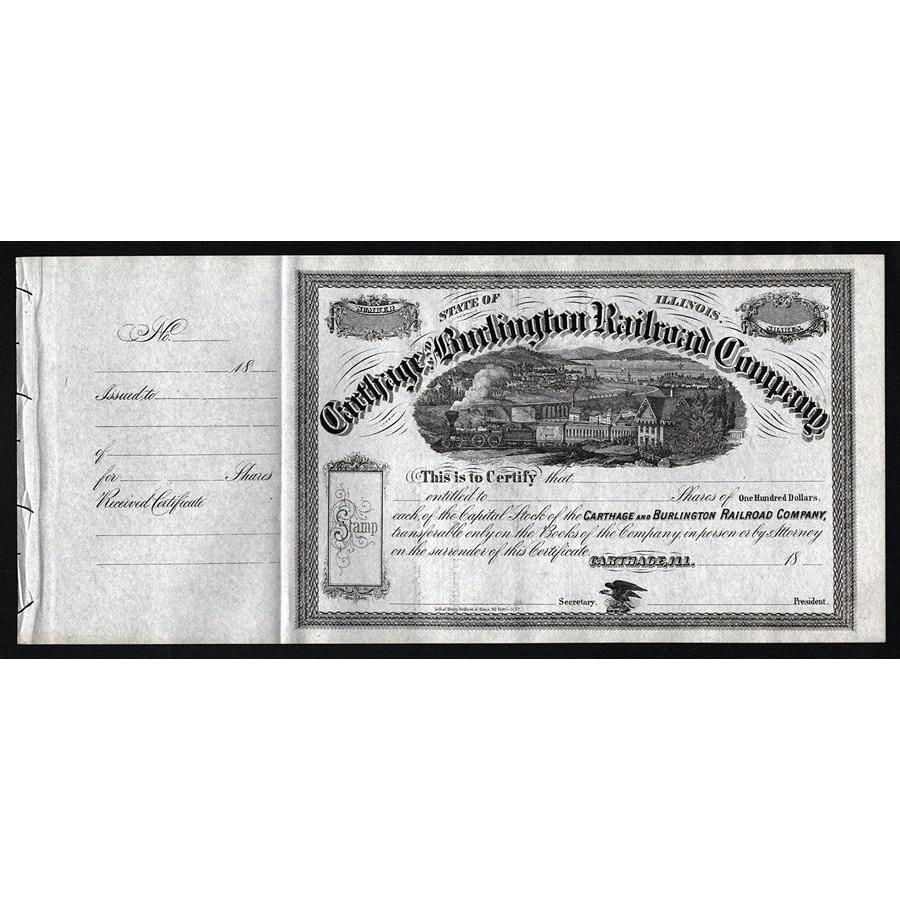 No.
18
Issued to
of
for Shares
Received Certificate
NUMBER
STATE OF ILLINOIS.
SHARES
Carthage and Burlington Railroad Company
Stamp
This is to Certify that
entitled to Shares of One Hundred Dollars,
each, of the Capital Stock of the CARTHAGE AND BURLINGTON RAILROAD COMPANY,
transferable only on the Books of the Company, in person or by Attorney
on the surrender of this Certificate.
CARTHAGE, ILL. 18
Secretary. President.